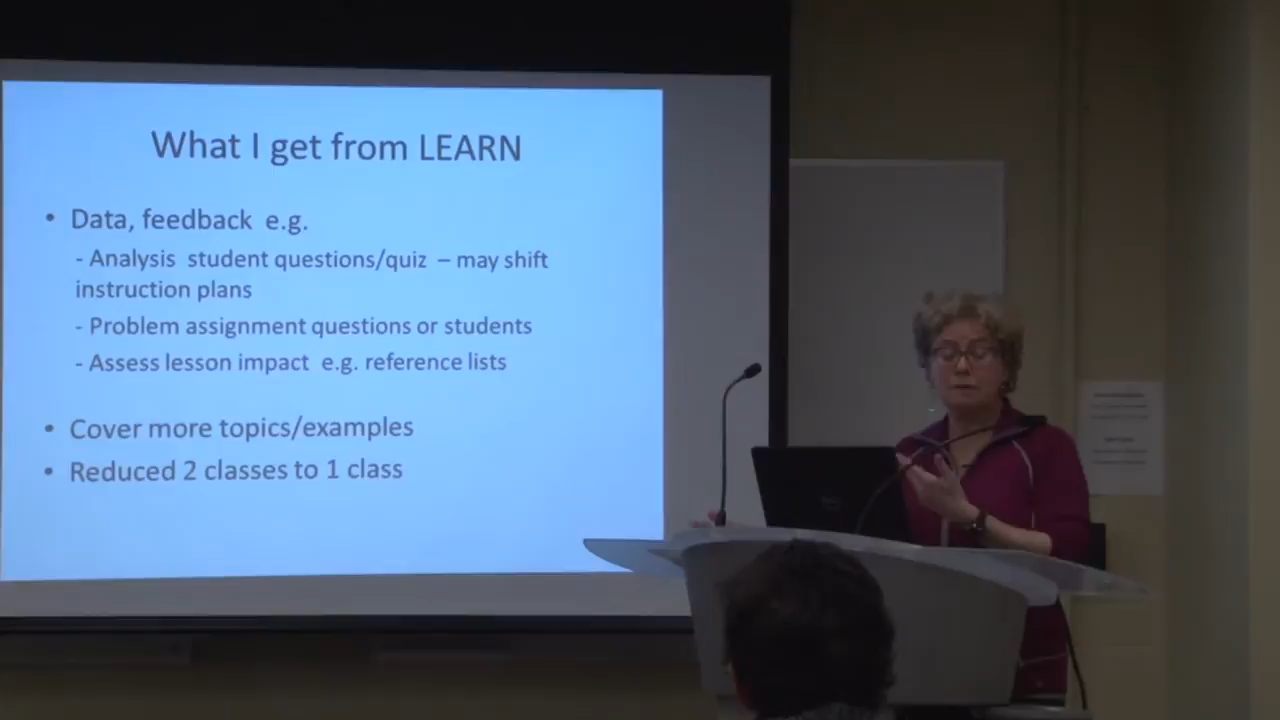 What I get from LEARN
• Data, feedback e.g.
- Analysis student questions/quiz – may shift
instruction plans
- Problem assignment questions or students
- Assess lesson impact e.g. reference lists
• Cover more topics/examples
• Reduced 2 classes to 1 class